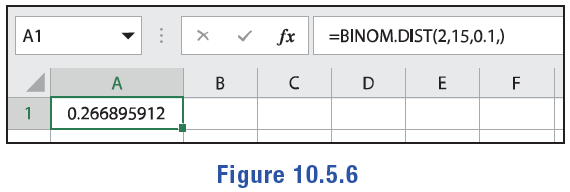 A1 fx =BINOM.DIST(2,15,0.1,)
A B C D E F
1 0.266895912
Figure 10.5.6